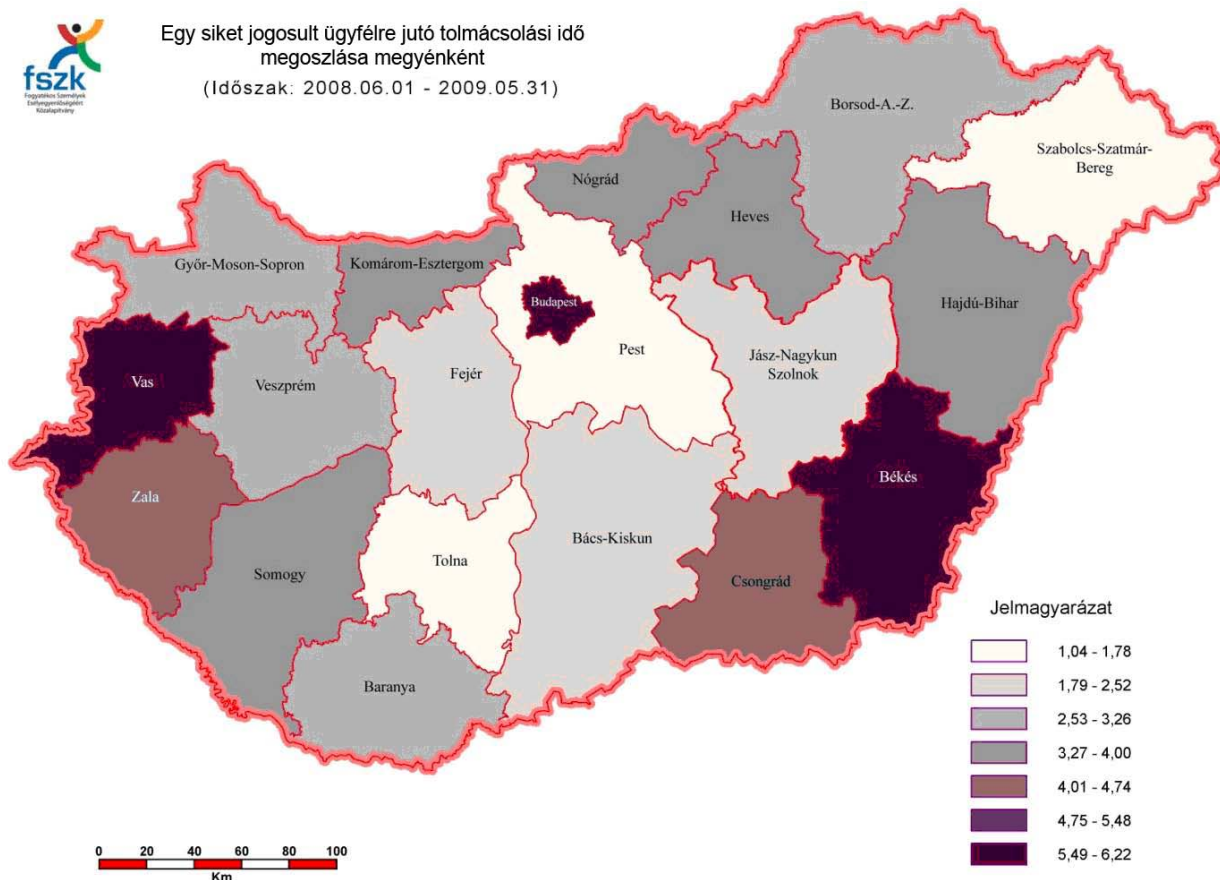 Egy siket jogosult ügyfélre jutó tolmácsolási idő
megoszlása megyénként
(Időszak: 2008.06.01 - 2009.05.31)
fszk
Fogyatékos Személyek
Esélyegyenlőségéért
Közalapítvány
Borsod-A.-Z.
Szabolcs-Szatmár-
Bereg
Nógrád
Heves
Győr-Moson-Sopron
Komárom-Esztergom
Budapest
Hajdú-Bihar
Pest
Jász-Nagykun
Szolnok
Vas
Veszprém
Fejér
Zala
Békés
Bács-Kiskun
Tolna
Somogy
Csongrád
Baranya
Jelmagyarázat
1,04 - 1,78
1,79 - 2,52
2,53 - 3,26
3,27 - 4,00
4,01 - 4,74
4,75 - 5,48
5,49 - 6,22
0 20 40 60 80 100
Km